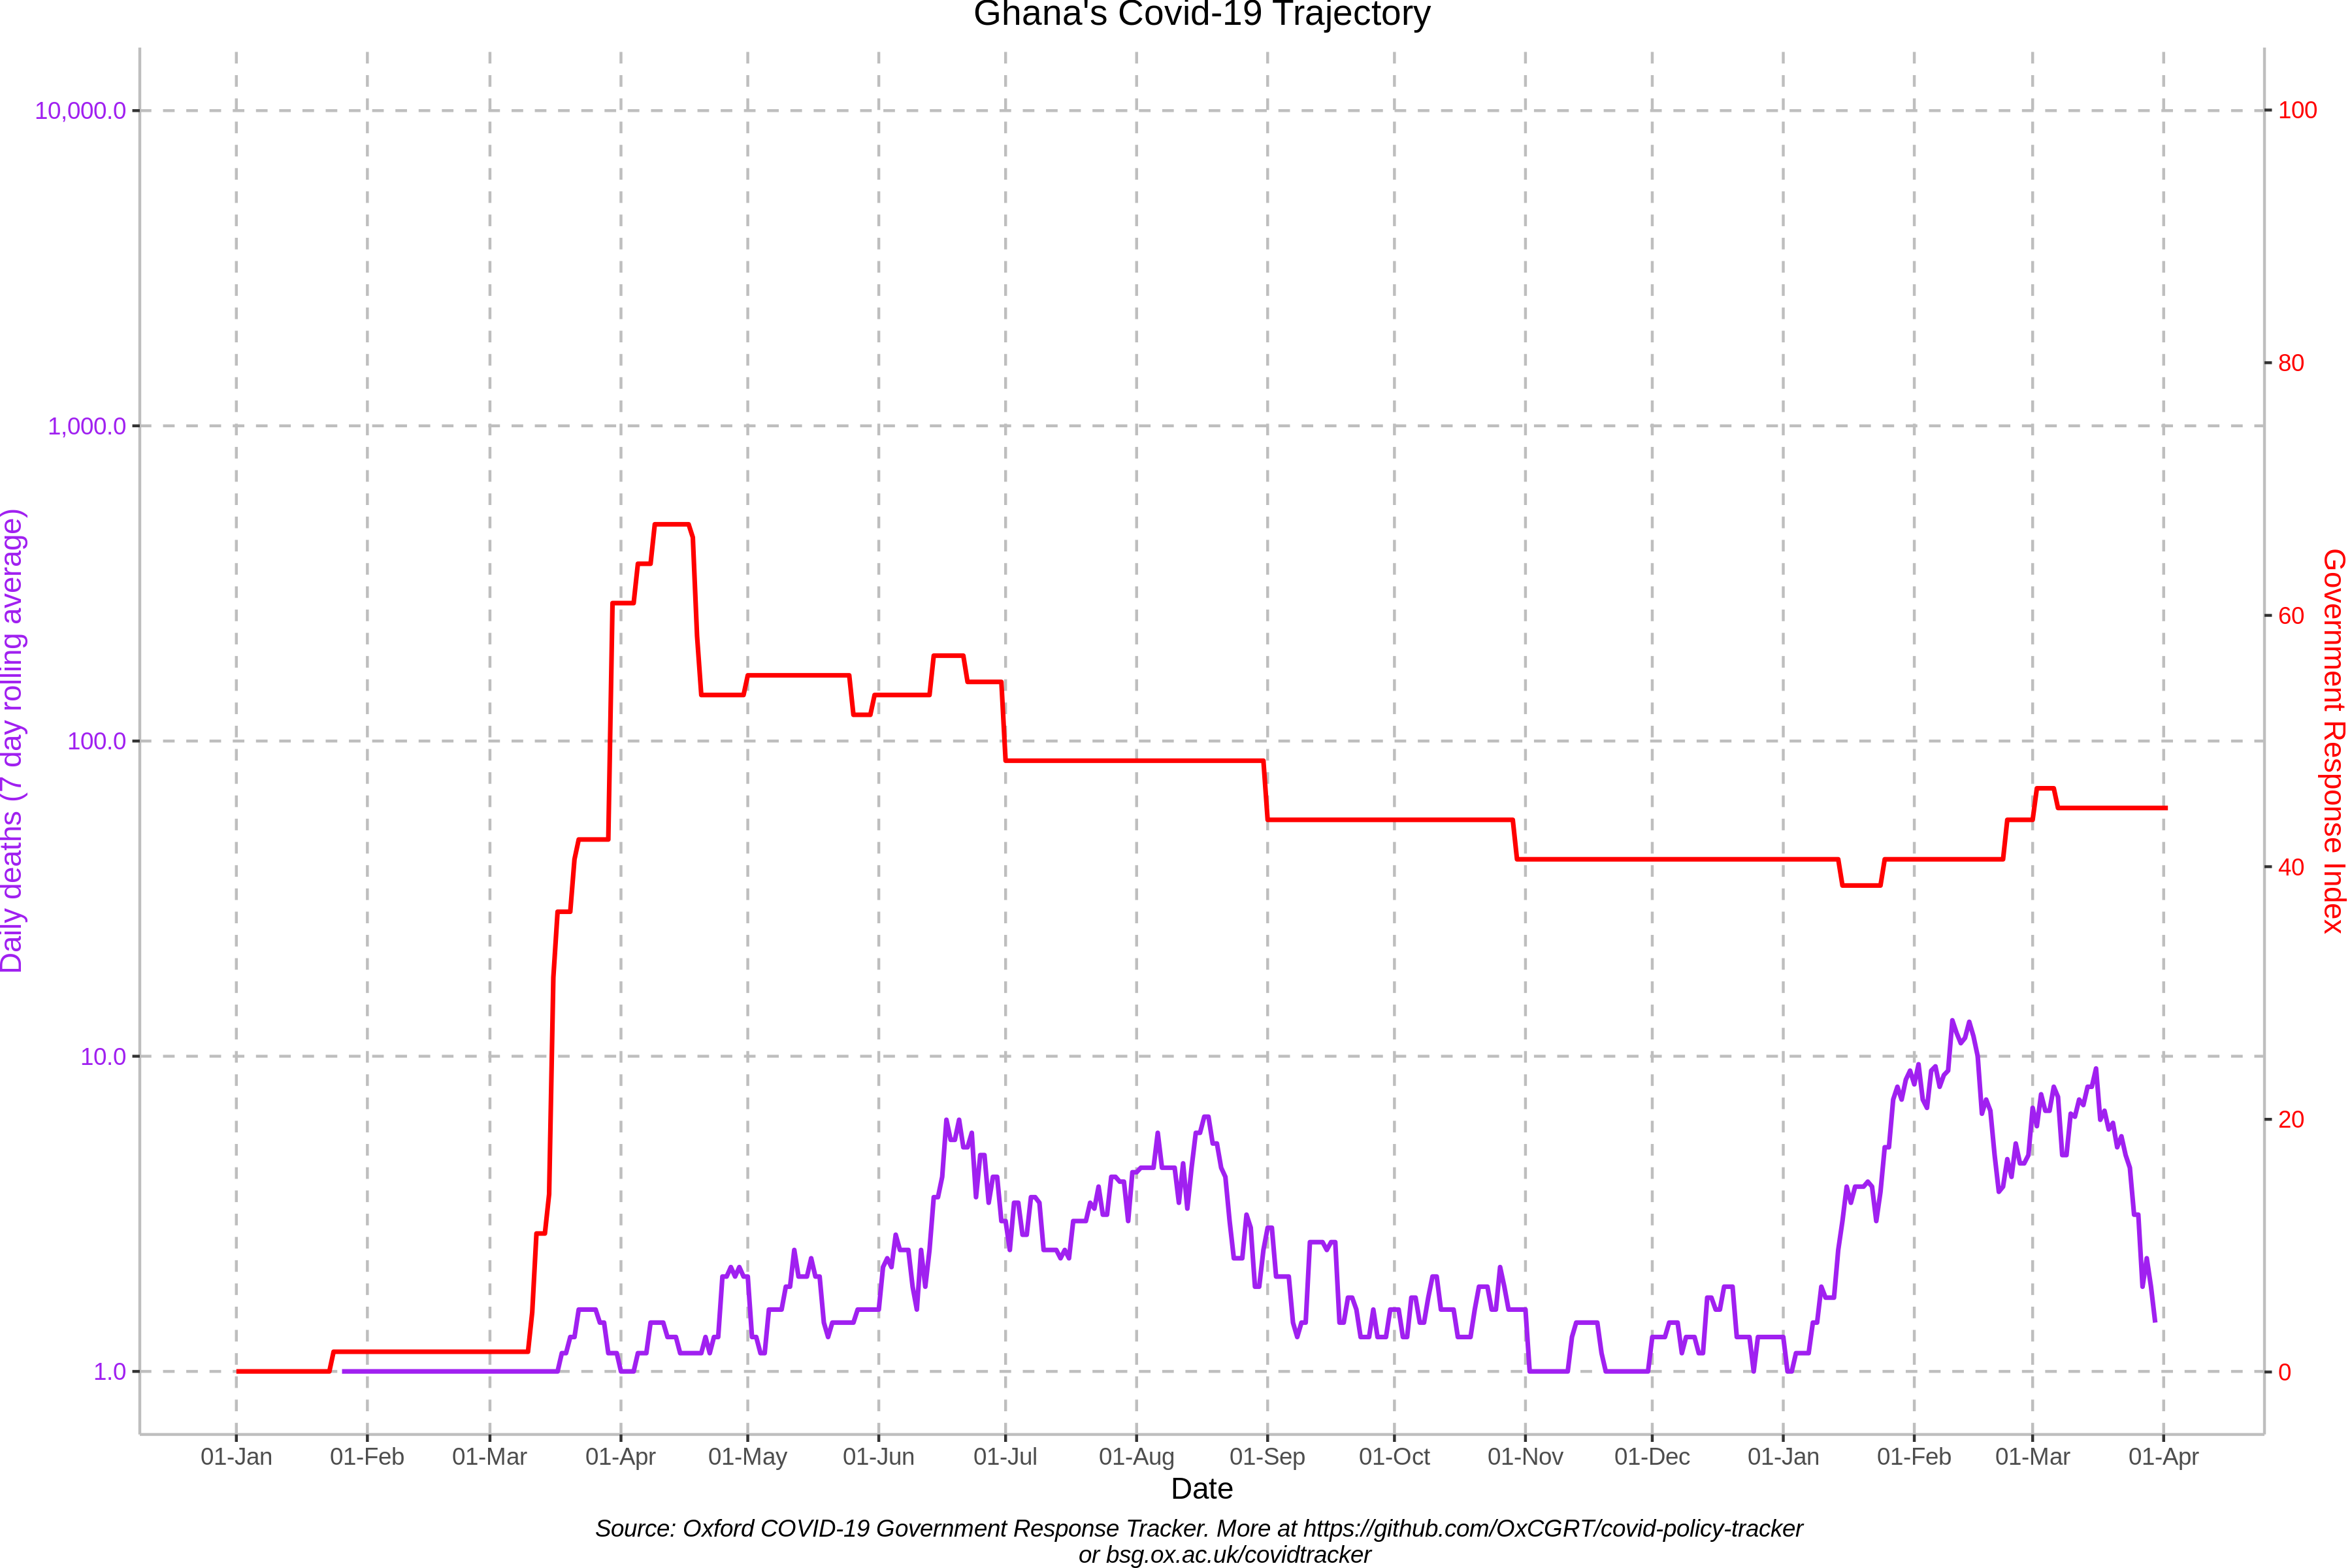 Ghana's Covid-19 Trajectory
10,000.0
1,000.0
100.0
10.0
1.0
Daily deaths (7 day rolling average)
100
80
60
40
20
0
Government Response Index
01-Jan 01-Feb 01-Mar 01-Apr 01-May 01-Jun 01-Jul 01-Aug 01-Sep 01-Oct 01-Nov 01-Dec 01-Jan 01-Feb 01-Mar 01-Apr
Date
Source: Oxford COVID-19 Government Response Tracker. More at https://github.com/OxCGRT/covid-policy-tracker
or bsg.ox.ac.uk/covidtracker